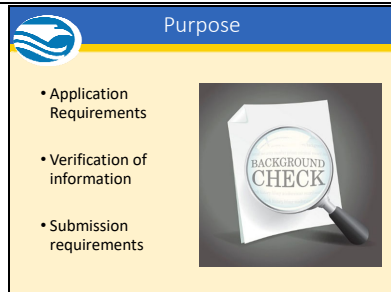 Purpose
• Application
Requirements
• Verification of
information
• Submission
requirements
BACKGROUND
CHECK